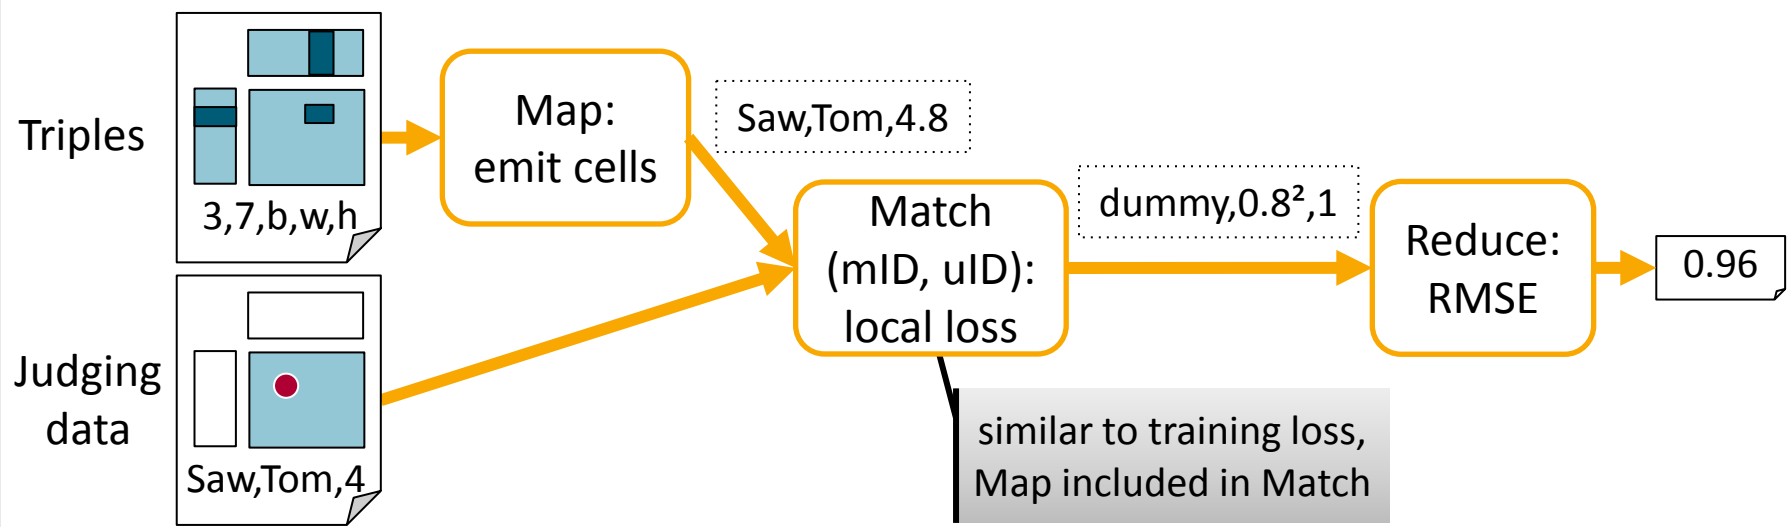 Triples
3,7,b,w,h
Map:
emit cells
Saw,Tom,4.8
Judging
data
Saw,Tom,4
Match
(mID, uID):
local loss
dummy,0.8²,1
Reduce:
RMSE
0.96
similar to training loss,
Map included in Match